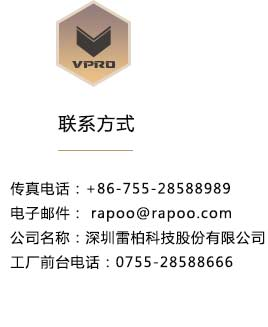 VPRO
联系方式
传真电话：+86-755-28588989
电子邮件： rapoo@rapoo.com
公司名称：深圳雷柏科技股份有限公司
工厂前台电话：0755-28588666